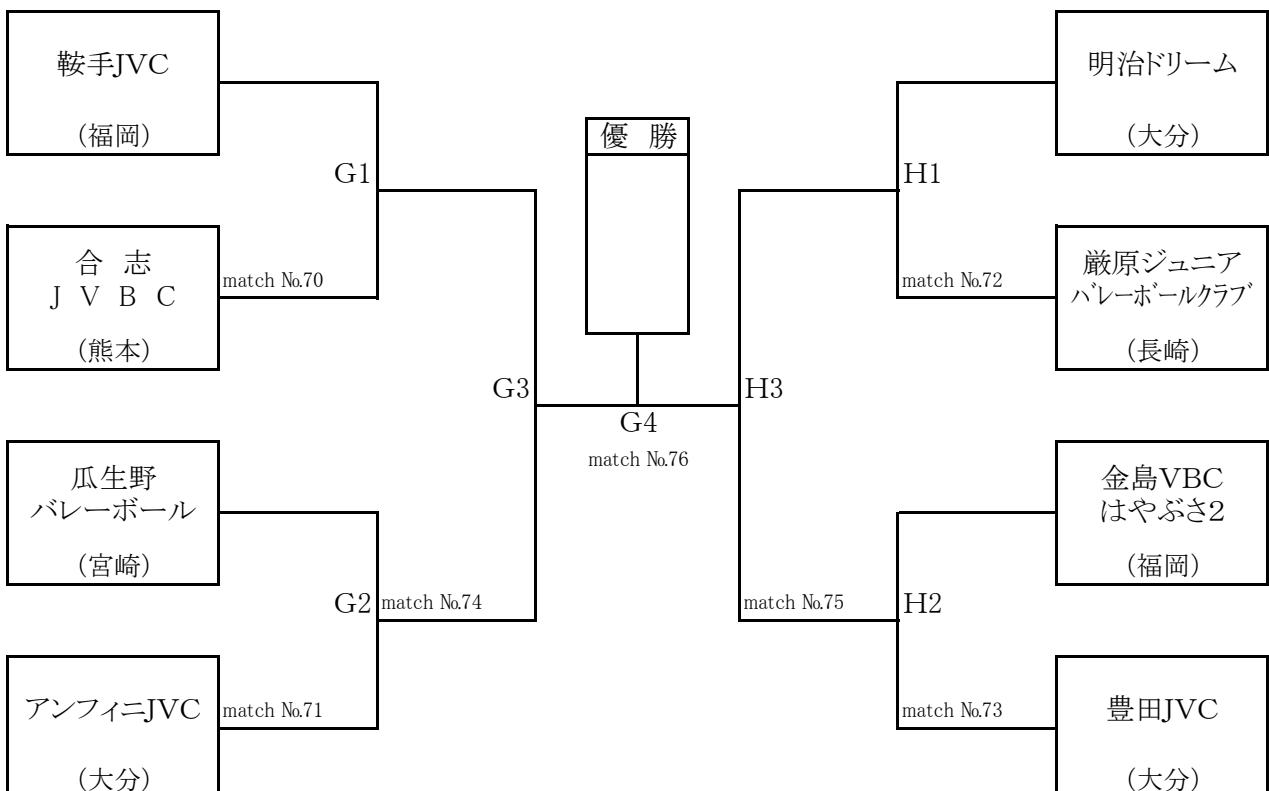 鞍手JVC
(福岡)
G1
合 志
J V B C
(熊本)
match №70
瓜生野
バレーボール
(宮崎)
G2
match №74
アンフィニJVC
(大分)
match №71
G3
優 勝
G4
match №76
H3
明治ドリーム
(大分)
H1
厳原ジュニア
バレーボールクラブ
(長崎)
match №72
金島VBC
はやぶさ2
(福岡)
match №75
H2
豊田JVC
(大分)
match №73